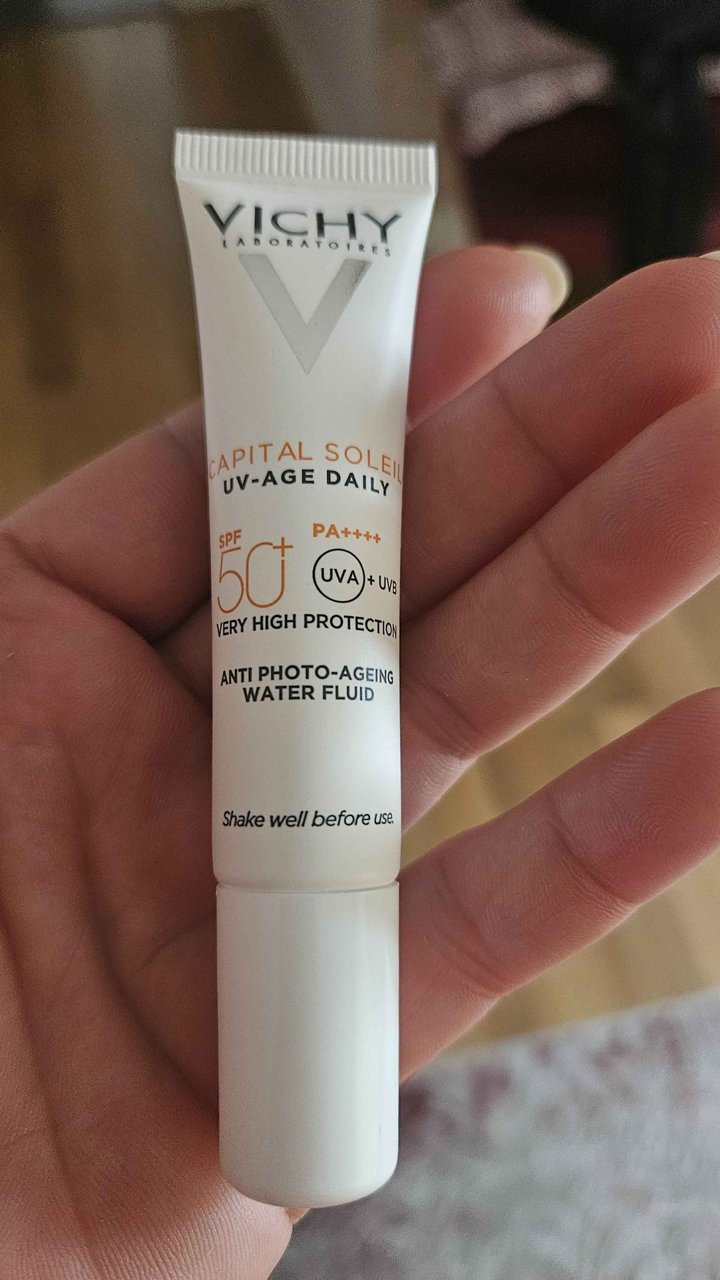 VICHY
LABORATOIRES
CAPITAL SOLEIL
UV-AGE DAILY
SPF
50+
PA++++
UVA + UVB
VERY HIGH PROTECTION
ANTI PHOTO-AGEING
WATER FLUID
Shake well before use.